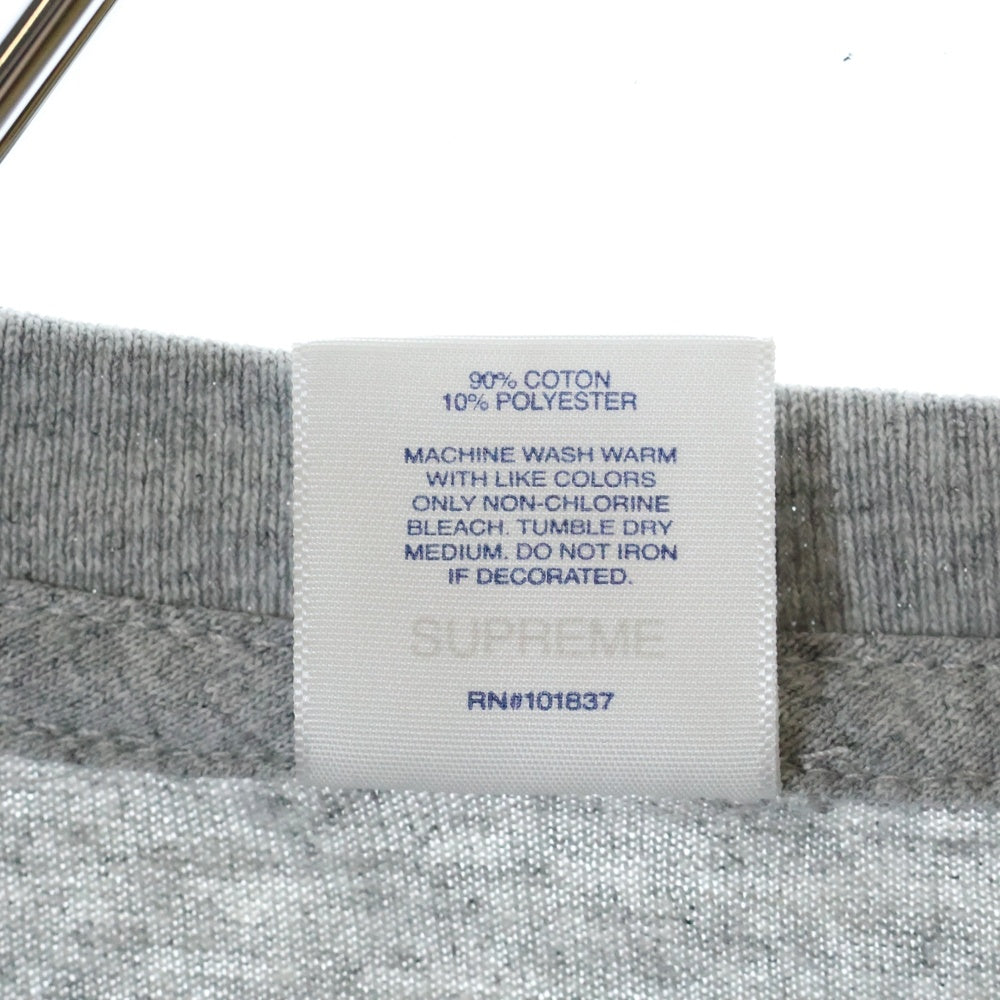 90% COTON
10% POLYESTER
MACHINE WASH WARM
WITH LIKE COLORS
ONLY NON-CHLORINE
BLEACH. TUMBLE DRY
MEDIUM. DO NOT IRON
IF DECORATED.
SUPREME
RN#101837